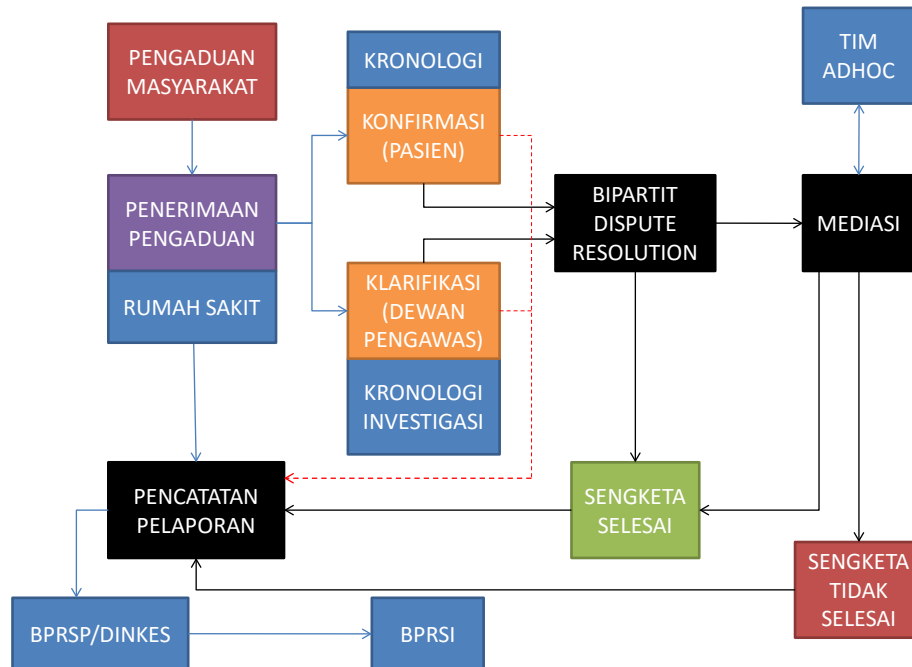 PENGADUAN
MASYARAKAT
KRONOLOGI
KONFIRMASI
(PASIEN)
TIM
ADHOC
PENERIMAAN
PENGADUAN
RUMAH SAKIT
BIPARTIT
DISPUTE
RESOLUTION
MEDIASI
KLARIFIKASI
(DEWAN
PENGAWAS)
KRONOLOGI
INVESTIGASI
PENCATATAN
PELAPORAN
SENGKETA
SELESAI
SENGKETA
TIDAK
SELESAI
BPRSP/DINKES
BPRSI